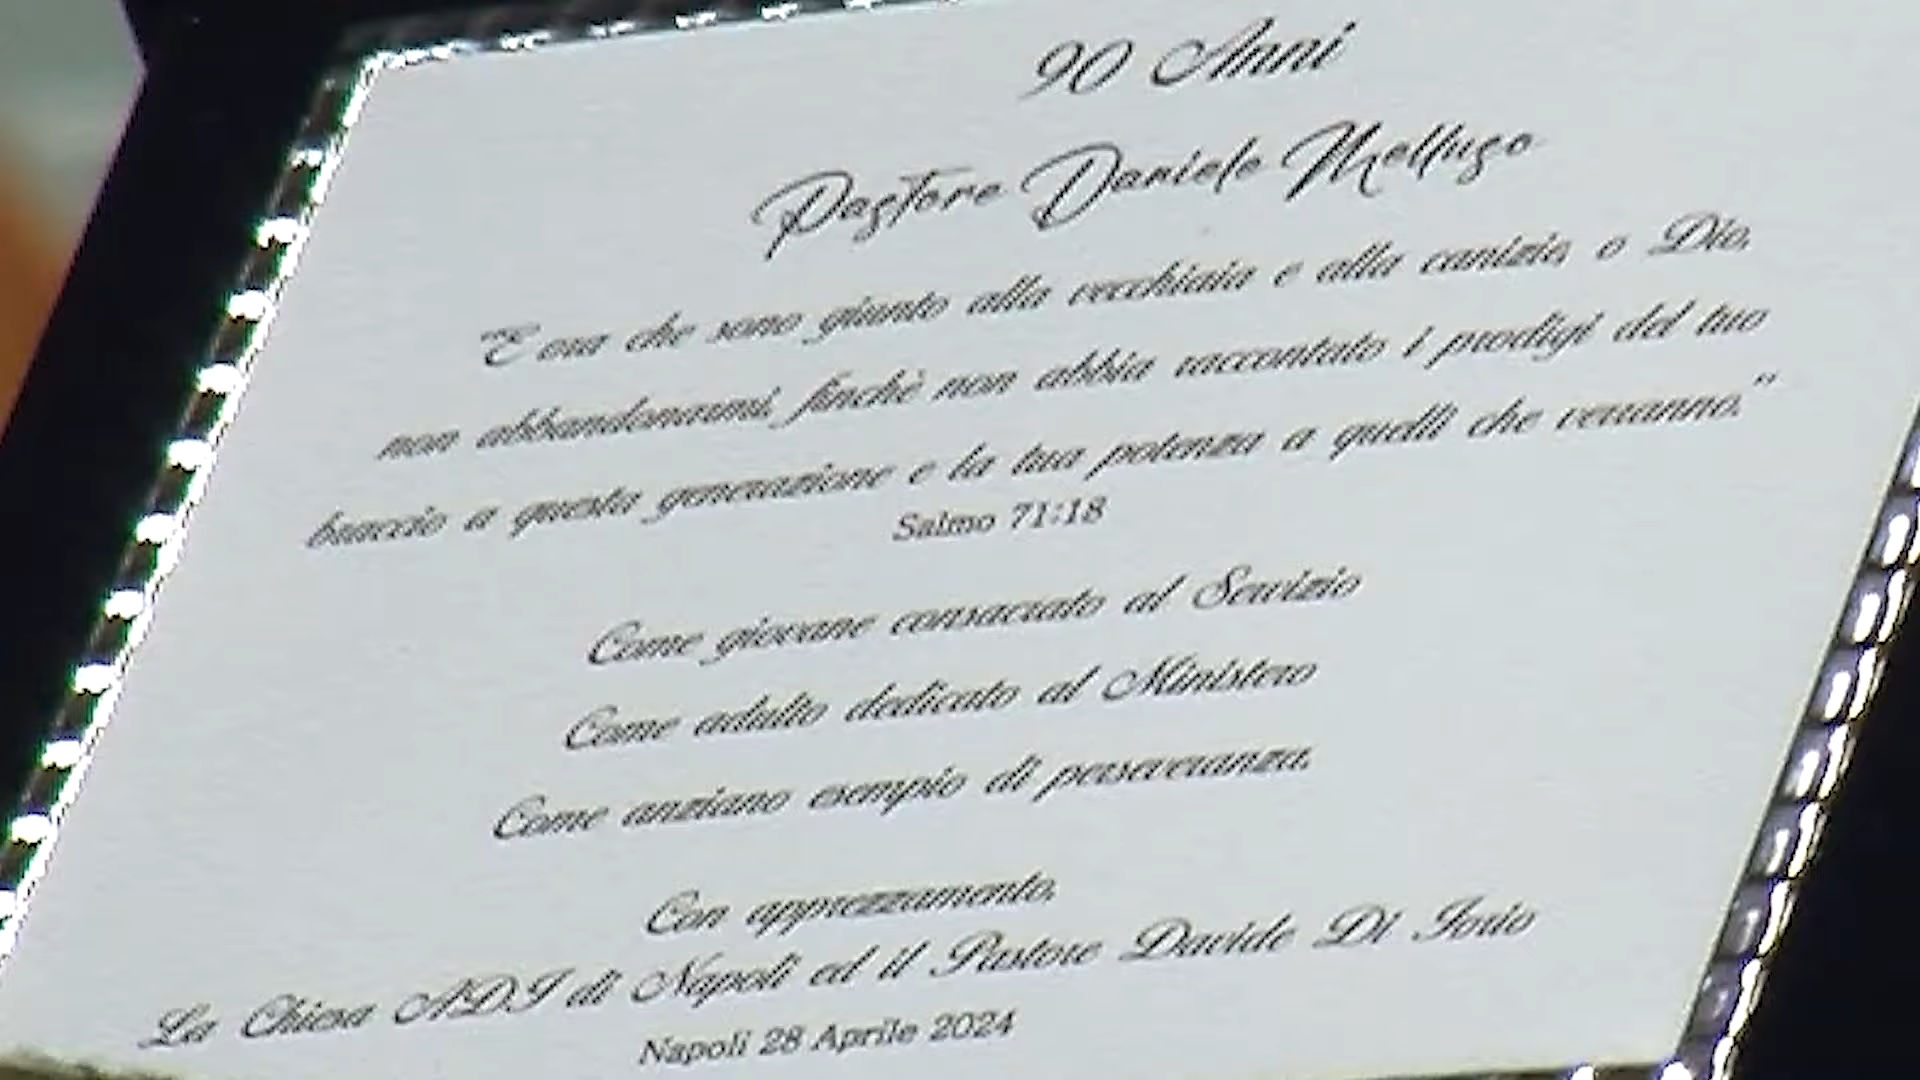 90 Anni
Pastore Daniele Melluso
"E ora che sono giunto alla vecchiaia e alla canizie, o Dio,
non abbandonarmi, finchè non abbia raccontato i prodigi del tuo
braccio a questa generazione e la tua potenza a quelli che verranno."
Salmo 71:18
Come giovane consacrato al Servizio
Come adulto dedicato al Ministero
Come anziano esempio di perseveranza,
Con apprezzamento,
La Chiesa A.D.I di Napoli ed il Pastore Davide Di Iorio
Napoli 28 Aprile 2024